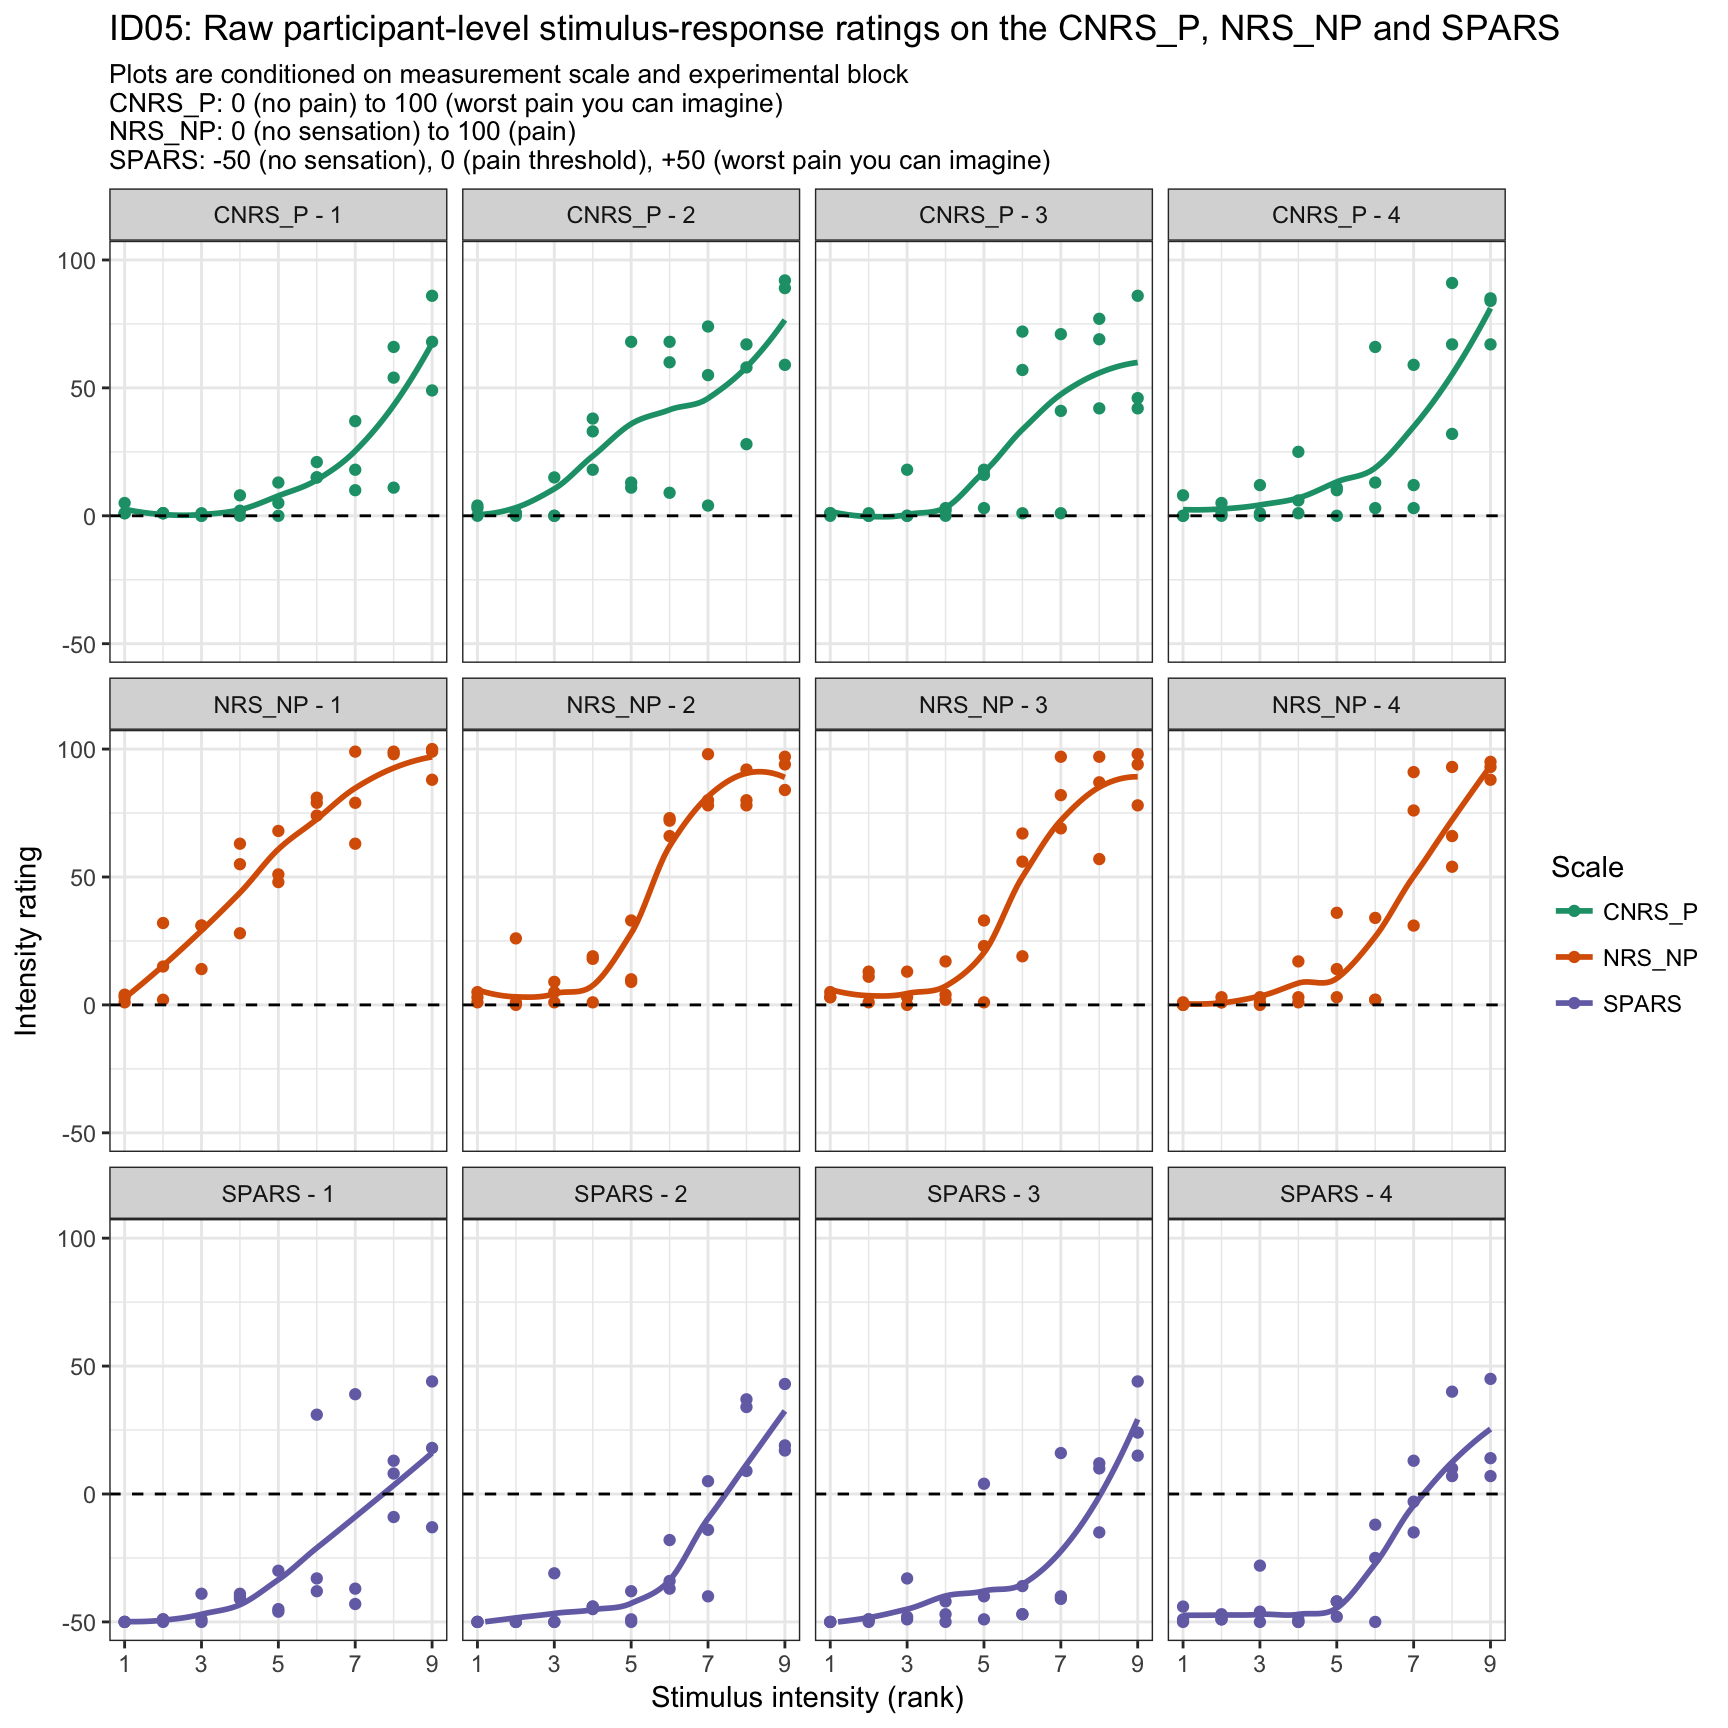 ID05: Raw participant-level stimulus-response ratings on the CNRS_P, NRS_NP and SPARS
Plots are conditioned on measurement scale and experimental block
CNRS_P: 0 (no pain) to 100 (worst pain you can imagine)
NRS_NP: 0 (no sensation) to 100 (pain)
SPARS: -50 (no sensation), 0 (pain threshold), +50 (worst pain you can imagine)
CNRS_P - 1
CNRS_P - 2
CNRS_P - 3
CNRS_P - 4
100
50
0
-50
NRS_NP - 1
NRS_NP - 2
NRS_NP - 3
NRS_NP - 4
100
50
0
-50
SPARS - 1
SPARS - 2
SPARS - 3
SPARS - 4
100
50
0
-50
1 3 5 7 9
1 3 5 7 9
1 3 5 7 9
1 3 5 7 9
Stimulus intensity (rank)
Intensity rating
Scale
CNRS_P
NRS_NP
SPARS